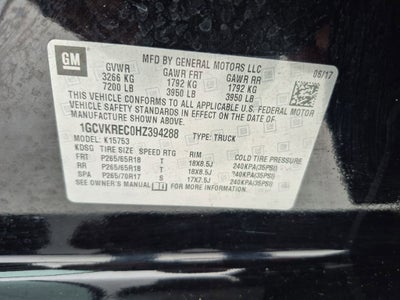 GM
MFD BY GENERAL MOTORS LLC
06/17
GVWR GAWR FRT GAWR RR
3266 KG 1792 KG 1792 KG
7200 LB 3950 LB 3950 LB
THIS VEHICLE CONFORMS TO ALL APPLICABLE U.S. FEDERAL MOTOR
VEHICLE SAFETY STANDARDS IN EFFECT ON THE DATE OF
MANUFACTURE SHOWN ABOVE.
1GCVKREC0HZ394288 TYPE: TRUCK
K15753
KDSG TIRE SIZE SPEED RTG RIM COLD TIRE PRESSURE
FRT P265/65R18 T 18X8.5J 240KPA(35PSI)
RR P265/65R18 T 18X8.5J 240KPA(35PSI)
SPA P265/70R17 S 17X7.5J 240KPA(35PSI)
SEE OWNER'S MANUAL FOR MORE INFORMATION.